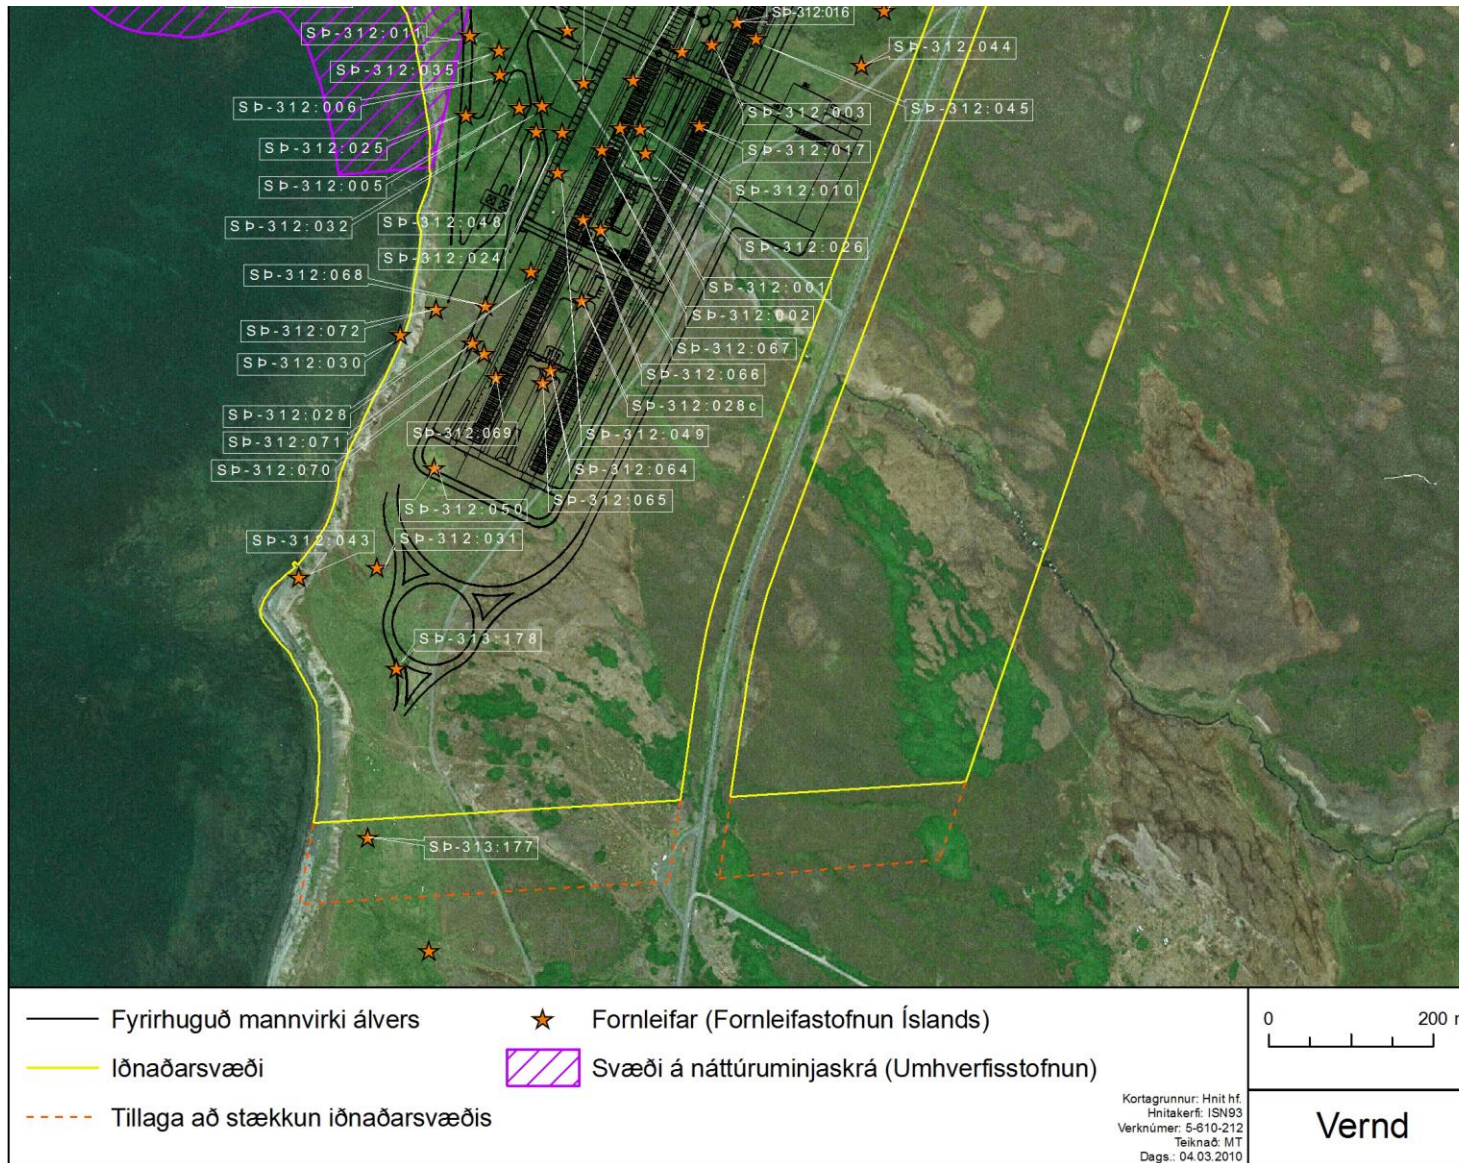 SÞ-312:016
SÞ-312:011
SÞ-312:044
SÞ-312:035
SÞ-312:006
SÞ-312:003
SÞ-312:045
SÞ-312:025
SÞ-312:017
SÞ-312:005
SÞ-312:010
SÞ-312:032
SÞ-312:048
SÞ-312:026
SÞ-312:024
SÞ-312:068
SÞ-312:001
SÞ-312:002
SÞ-312:072
SÞ-312:067
SÞ-312:030
SÞ-312:066
SÞ-312:028c
SÞ-312:028
SÞ-312:069
SÞ-312:049
SÞ-312:071
SÞ-312:070
SÞ-312:064
SÞ-312:065
SÞ-312:050
SÞ-312:043
SÞ-312:031
SÞ-313:178
SÞ-313:177
Fyrirhuguð mannvirki álvers
Iðnaðarsvæði
Tillaga að stækkun iðnaðarsvæðis
Fornleifar (Fornleifastofnun Íslands)
Svæði á náttúruminjaskrá (Umhverfisstofnun)
Kortagrunnur: Hnit hf.
Hnitakerfi: ISN93
Verknúmer: 5-610-212
Teiknað: MT
Dags.: 04.03.2010
0 200
Vernd